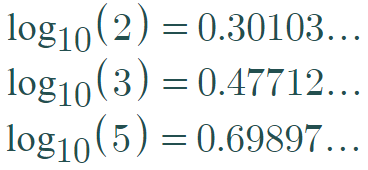 log₁₀(2) = 0.30103...
log₁₀(3) = 0.47712...
log₁₀(5) = 0.69897...